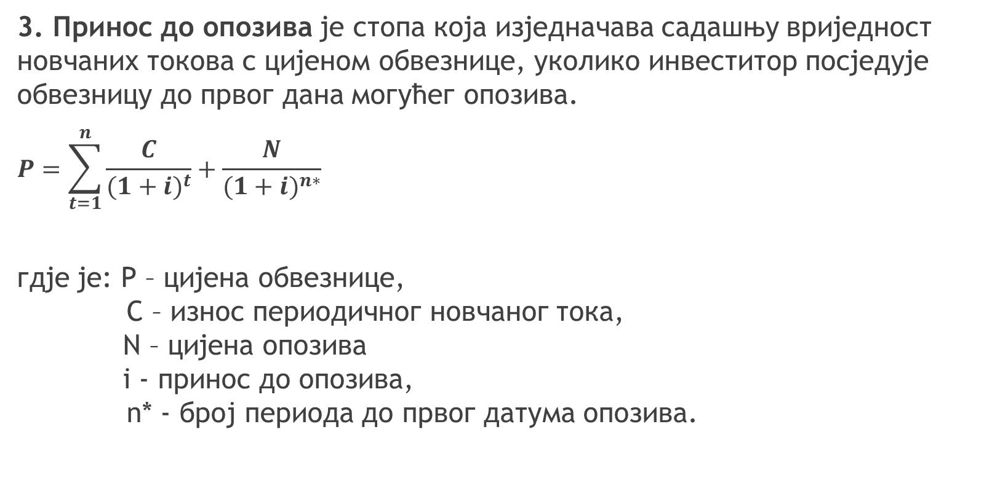 3. Принос до опозива је стопа која изједначава садашњу вриједност
новчаних токова с цијеном обвезнице, уколико инвеститор посједује
обвезницу до првог дана могућег опозива.
P = \sum_{t=1}^{n} \frac{C}{(1 + i)^t} + \frac{N}{(1 + i)^{n*}}
гдје је: P – цијена обвезнице,
C – износ периодичног новчаног тока,
N – цијена опозива
i - принос до опозива,
n* - број периода до првог датума опозива.